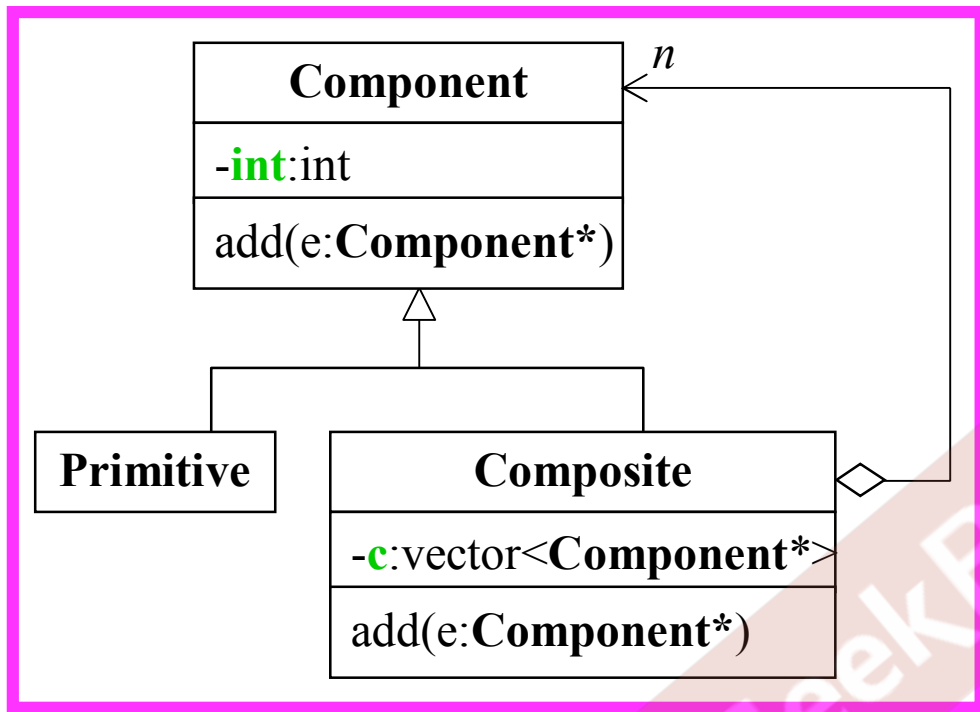 Component
n
-int:int
add(e:Component*)
Primitive
Composite
-c:vector<Component*>
add(e:Component*)